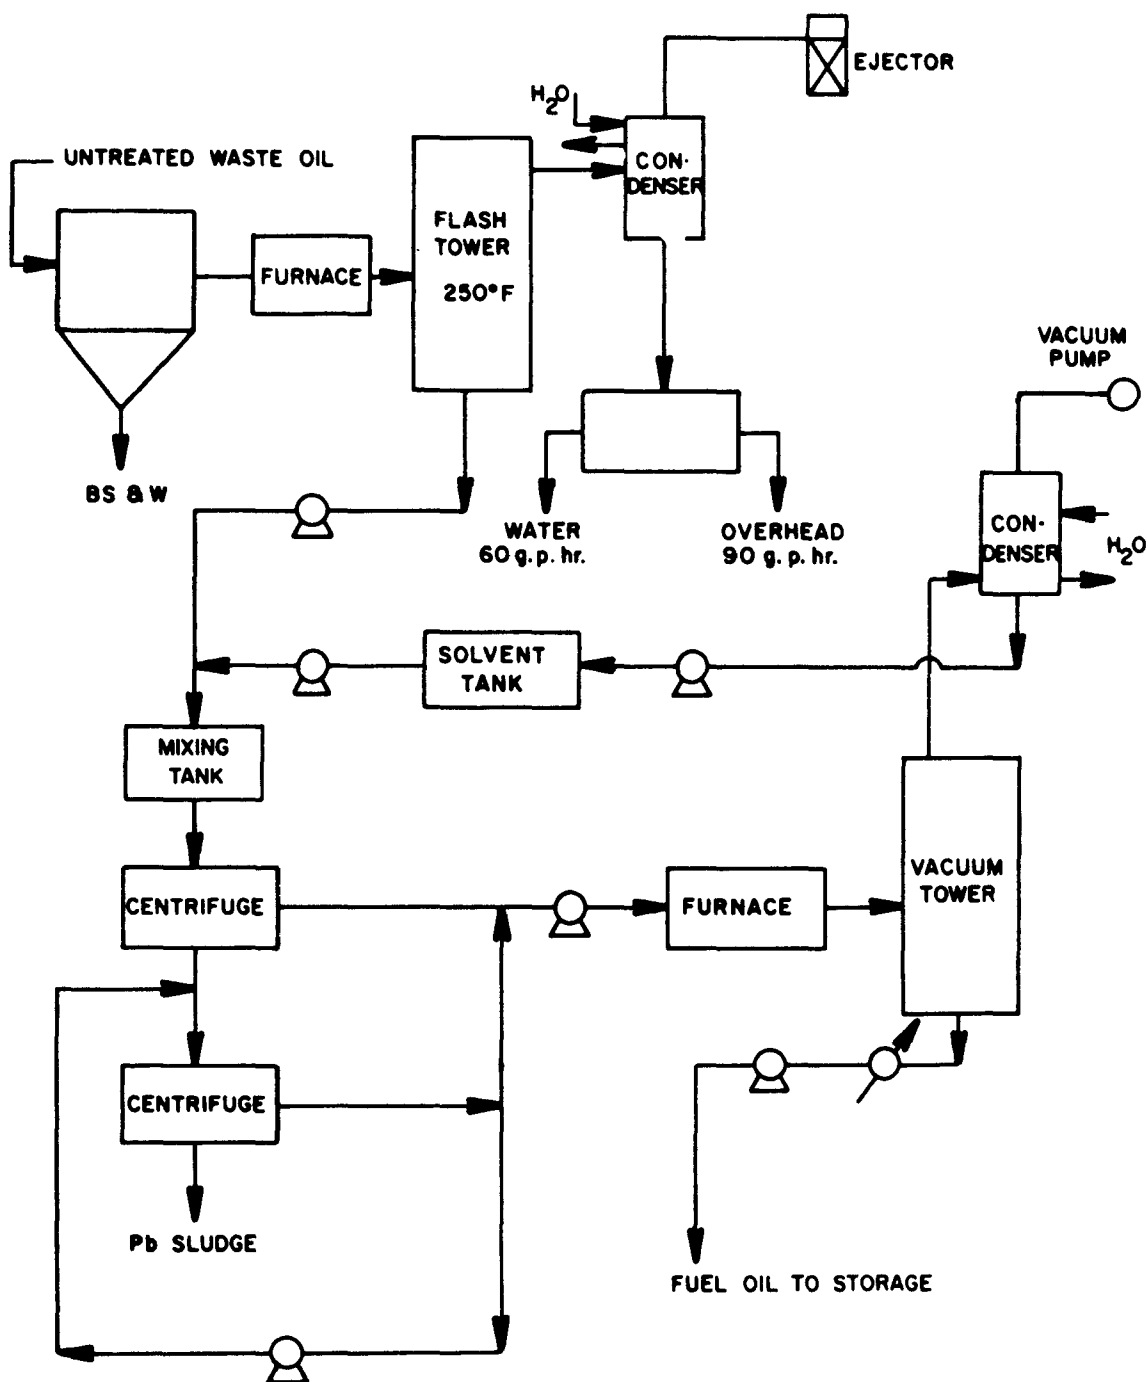 EJECTOR
H2O
UNTREATED WASTE OIL
CON-
DENSER
FLASH
TOWER
250°F
FURNACE
VACUUM
PUMP
BS & W
WATER
60 g.p. hr.
OVERHEAD
90 g.p. hr.
CON-
DENSER
H2O
SOLVENT
TANK
MIXING
TANK
CENTRIFUGE
FURNACE
VACUUM
TOWER
CENTRIFUGE
Pb SLUDGE
FUEL OIL TO STORAGE